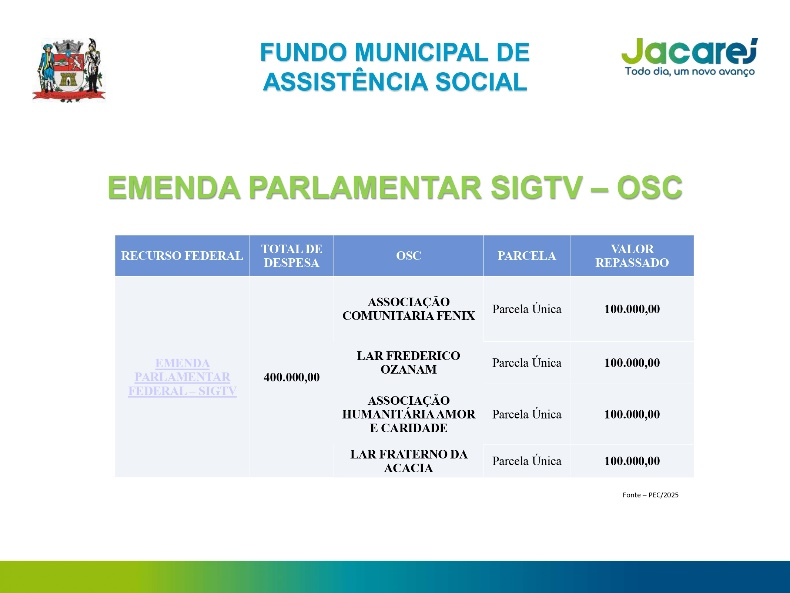 FUNDO MUNICIPAL DE
ASSISTÊNCIA SOCIAL
Jacareí
Todo dia, um novo avanço
EMENDA PARLAMENTAR SIGTV – OSC
RECURSO FEDERAL
TOTAL DE
DESPESA
OSC
PARCELA
VALOR
REPASSADO
EMENDA
PARLAMENTAR
FEDERAL – SIGTV
400.000,00
ASSOCIAÇÃO
COMUNITARIA FENIX
Parcela Única
100.000,00
LAR FREDERICO
OZANAM
Parcela Única
100.000,00
ASSOCIAÇÃO
HUMANITÁRIA AMOR
E CARIDADE
Parcela Única
100.000,00
LAR FRATERNO DA
ACACIA
Parcela Única
100.000,00
Fonte – PEC/2025